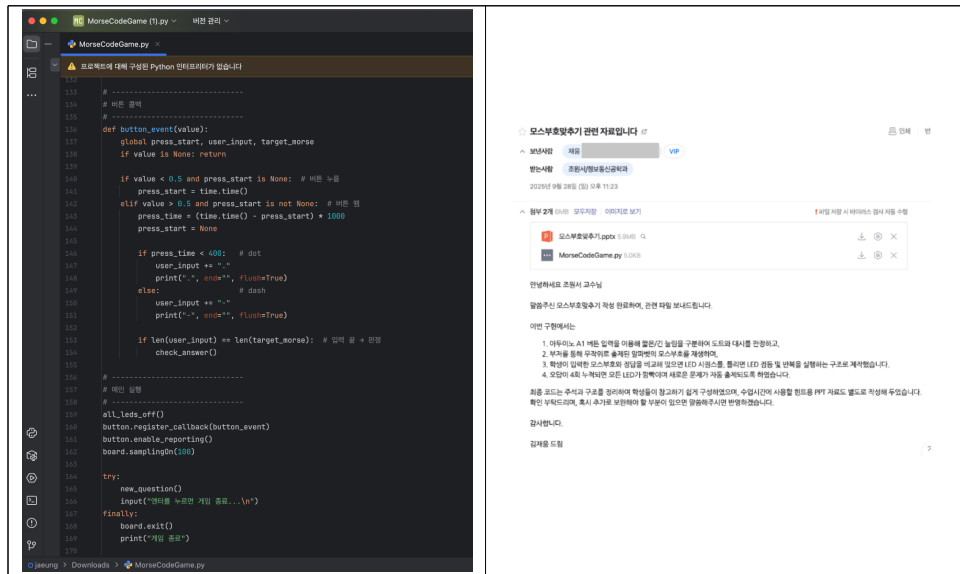 MC MorseCodeGame (1).py 버전 관리
MorseCodeGame.py
프로젝트에 대해 구성된 Python 인터프리터가 없습니다
132
133 # ------------------------------
134 # 버튼 콜백
135 # ------------------------------
136 def button_event(value):
137 global press_start, user_input, target_morse
138 if value is None: return
139
140 if value < 0.5 and press_start is None: # 버튼 누름
141 press_start = time.time()
142 elif value > 0.5 and press_start is not None: # 버튼 뗌
143 press_time = (time.time() - press_start) * 1000
144 press_start = None
145
146 if press_time < 400: # dot
147 user_input += "."
148 print(".", end="", flush=True)
149 else: # dash
150 user_input += "-"
151 print("-", end="", flush=True)
152
153 if len(user_input) == len(target_morse): # 입력 끝 → 판정
154 check_answer()
155
156 # ------------------------------
157 # 메인 실행
158 # ------------------------------
159 all_leds_off()
160 button.register_callback(button_event)
161 button.enable_reporting()
162 board.samplingOn(100)
163
164 try:
165 new_question()
166 input("엔터를 누르면 게임 종료...\n")
167 finally:
168 board.exit()
169 print("게임 종료")
170
jaeung > Downloads > MorseCodeGame.py
모스부호맞추기 관련 자료입니다
인쇄
보낸사람 재웅 VIP
받는사람 조원서/정보통신공학과
2025년 9월 28일 (일) 오후 11:23
첨부 2개 6MB 모두저장 이미지로 보기
! 파일 저장 시 바이러스 검사 자동 수행
모스부호맞추기.pptx 5.9MB
MorseCodeGame.py 5.0KB
안녕하세요 조원서 교수님
말씀주신 모스부호맞추기 작성 완료하여, 관련 파일 보내드립니다.
이번 구현에서는
1. 아두이노 A1 버튼 입력을 이용해 짧은/긴 눌림을 구분하여 도트와 대시를 판정하고,
2. 부저를 통해 무작위로 출제된 알파벳의 모스부호를 재생하며,
3. 학생이 입력한 모스부호와 정답을 비교해 맞으면 LED 시퀀스를, 틀리면 LED 점등 및 반복을 실행하는 구조로 제작했습니다.
4. 오답이 4회 누적되면 모든 LED가 깜빡이며 새로운 문제가 자동 출제되도록 하였습니다.
최종 코드는 주석과 구조를 정리하여 학생들이 참고하기 쉽게 구성하였으며, 수업시간에 사용할 힌트용 PPT 자료도 별도로 작성해 두었습니다.
확인 부탁드리며, 혹시 추가로 보완해야 할 부분이 있으면 말씀해주시면 반영하겠습니다.
감사합니다.
김재웅 드림